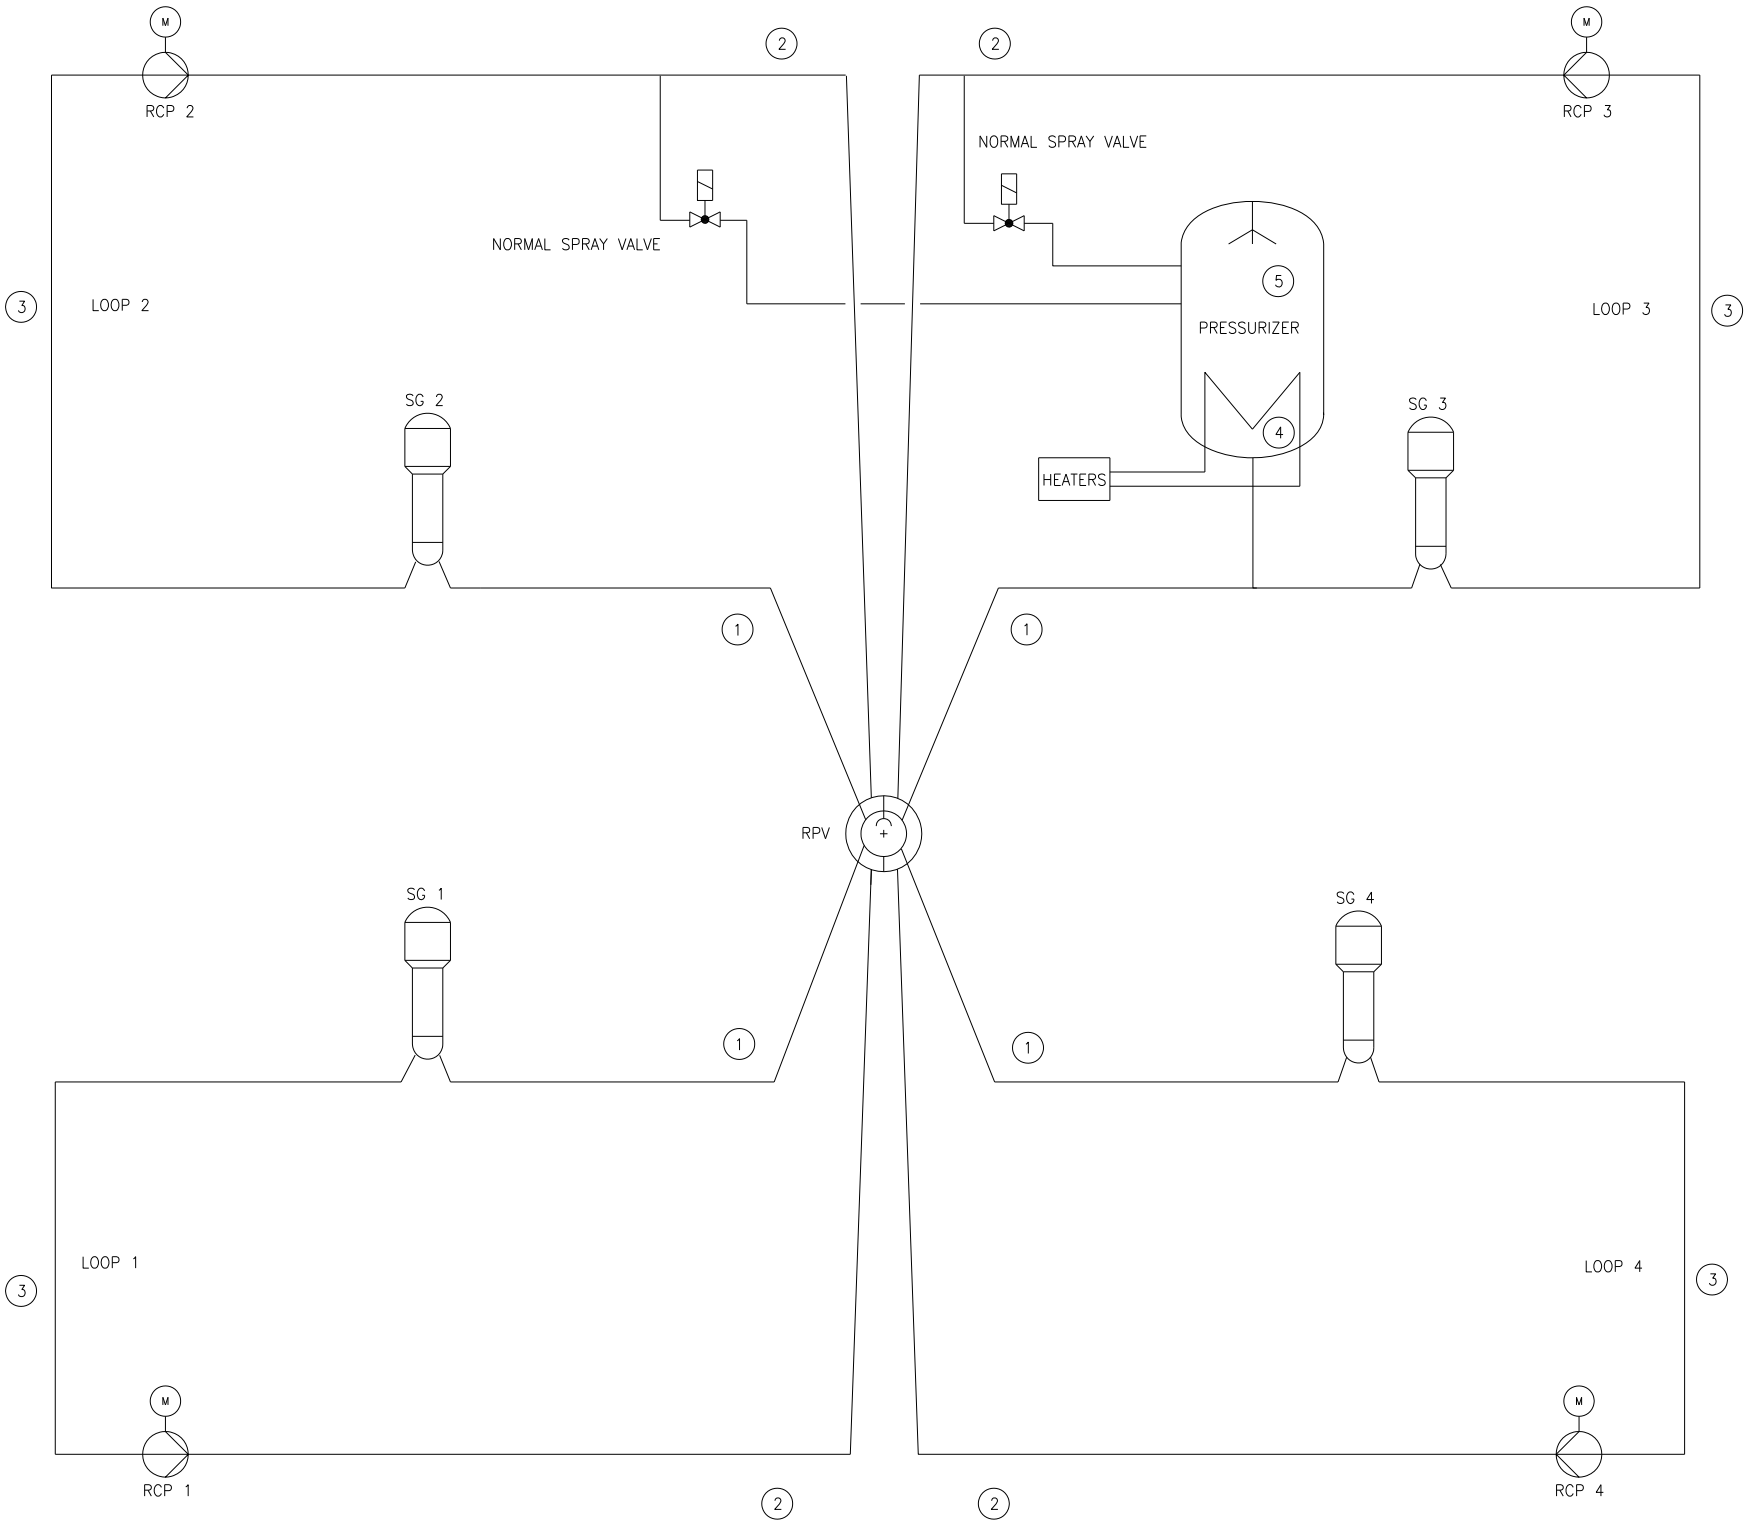 M
M
2
2
RCP 2
RCP 3
NORMAL SPRAY VALVE
NORMAL SPRAY VALVE
5
3
LOOP 2
LOOP 3
3
PRESSURIZER
SG 2
SG 3
4
HEATERS
1
1
RPV
SG 1
SG 4
1
1
LOOP 1
LOOP 4
3
3
M
M
RCP 1
RCP 4
2
2